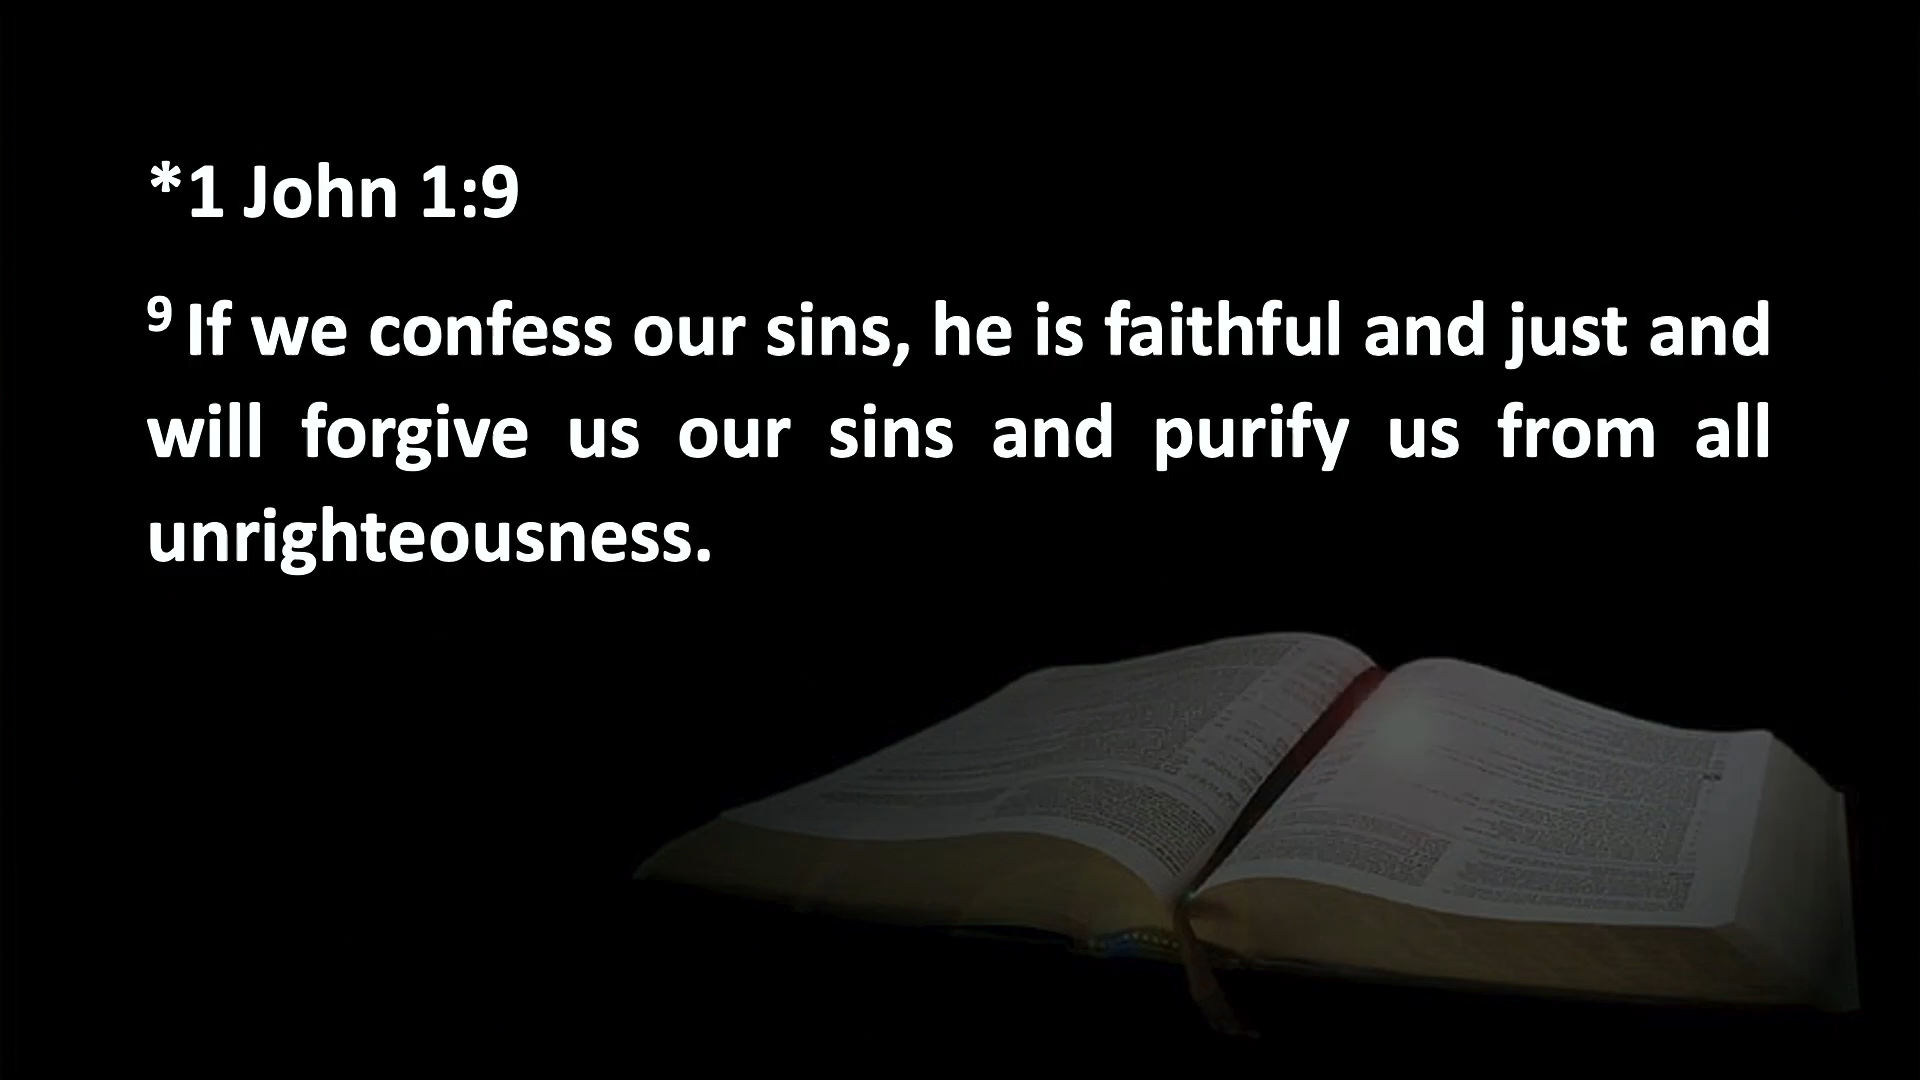 *1 John 1:9
9 If we confess our sins, he is faithful and just and
will forgive us our sins and purify us from all
unrighteousness.